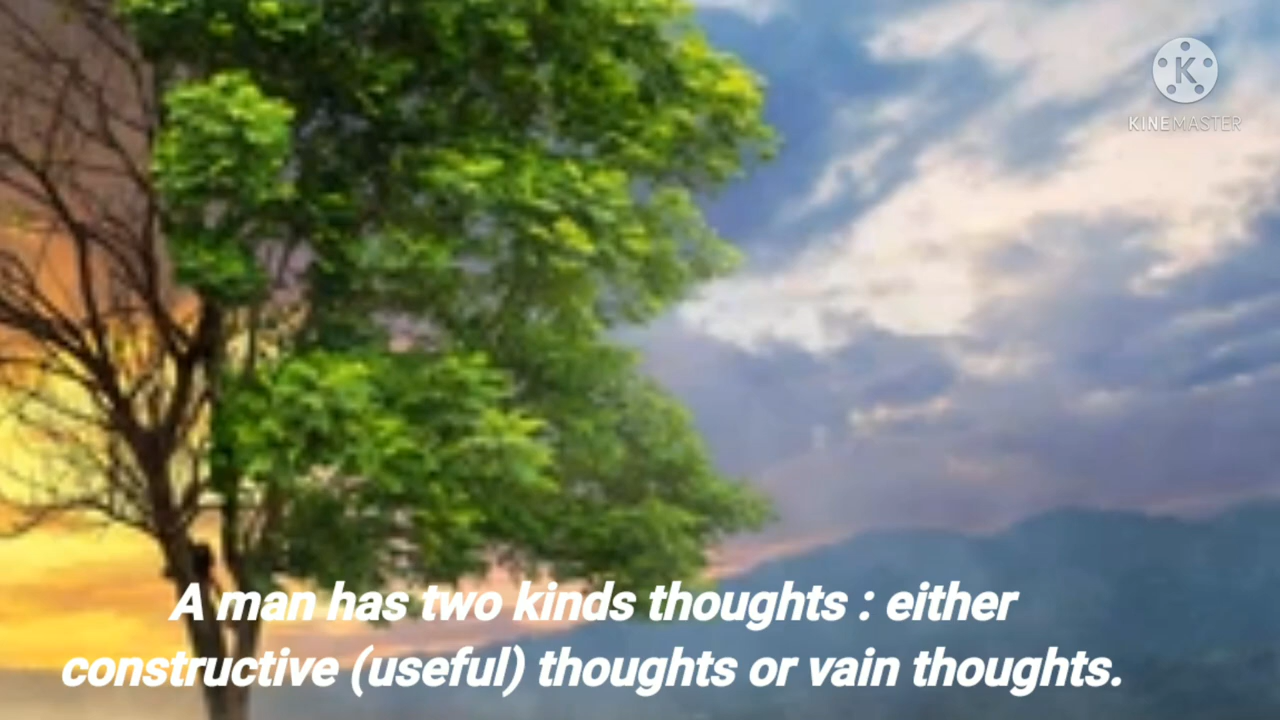 K
KINEMASTER
A man has two kinds thoughts : either
constructive (useful) thoughts or vain thoughts.